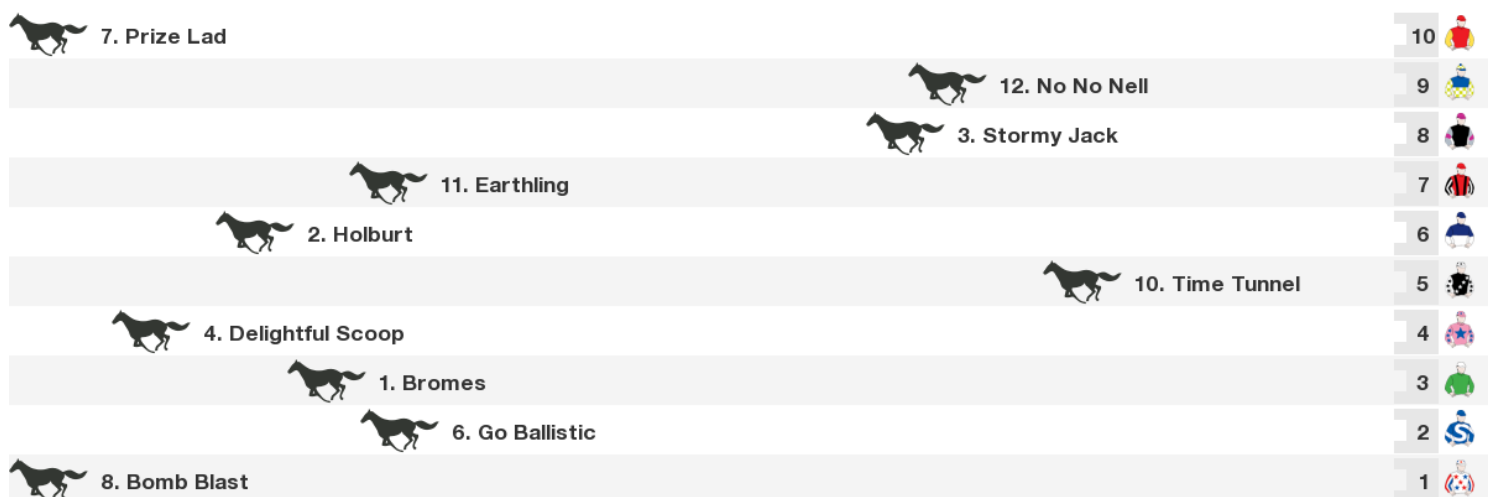 7. Prize Lad 10
12. No No Nell 9
3. Stormy Jack 8
11. Earthling 7
2. Holburt 6
10. Time Tunnel 5
4. Delightful Scoop 4
1. Bromes 3
6. Go Ballistic 2
8. Bomb Blast 1